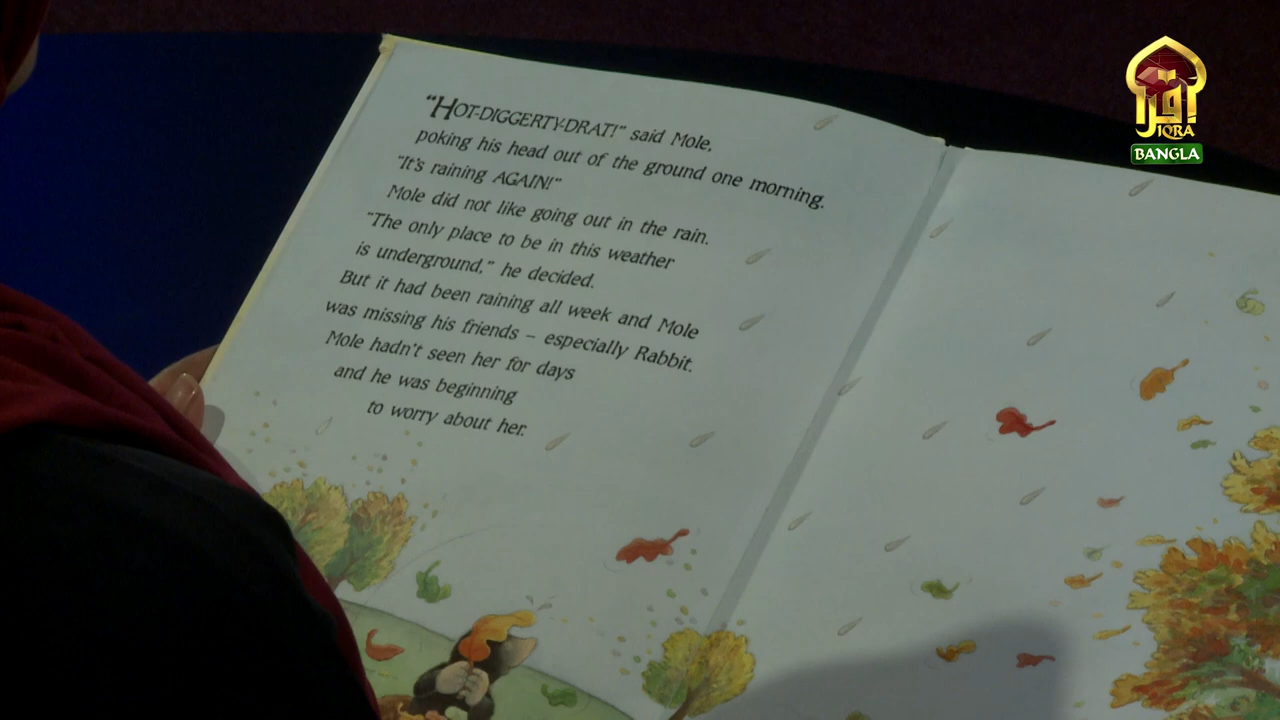 "HOT-DIGGERTY-DRAT!" said Mole,
poking his head out of the ground one morning.
"It's raining AGAIN!"
Mole did not like going out in the rain.
"The only place to be in this weather
is underground," he decided.
But it had been raining all week and Mole
was missing his friends – especially Rabbit.
Mole hadn't seen her for days
and he was beginning
to worry about her.
اقرأ
IQRA
BANGLA